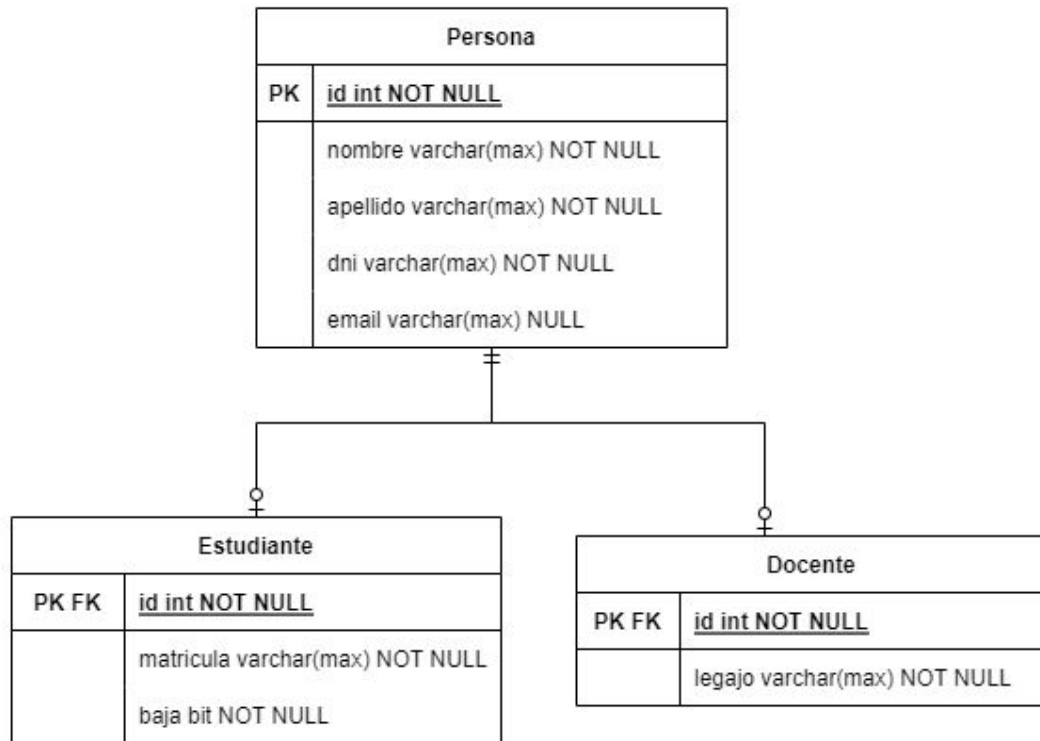 Persona
PK id int NOT NULL
nombre varchar(max) NOT NULL
apellido varchar(max) NOT NULL
dni varchar(max) NOT NULL
email varchar(max) NULL
Estudiante
PK FK id int NOT NULL
matricula varchar(max) NOT NULL
baja bit NOT NULL
Docente
PK FK id int NOT NULL
legajo varchar(max) NOT NULL